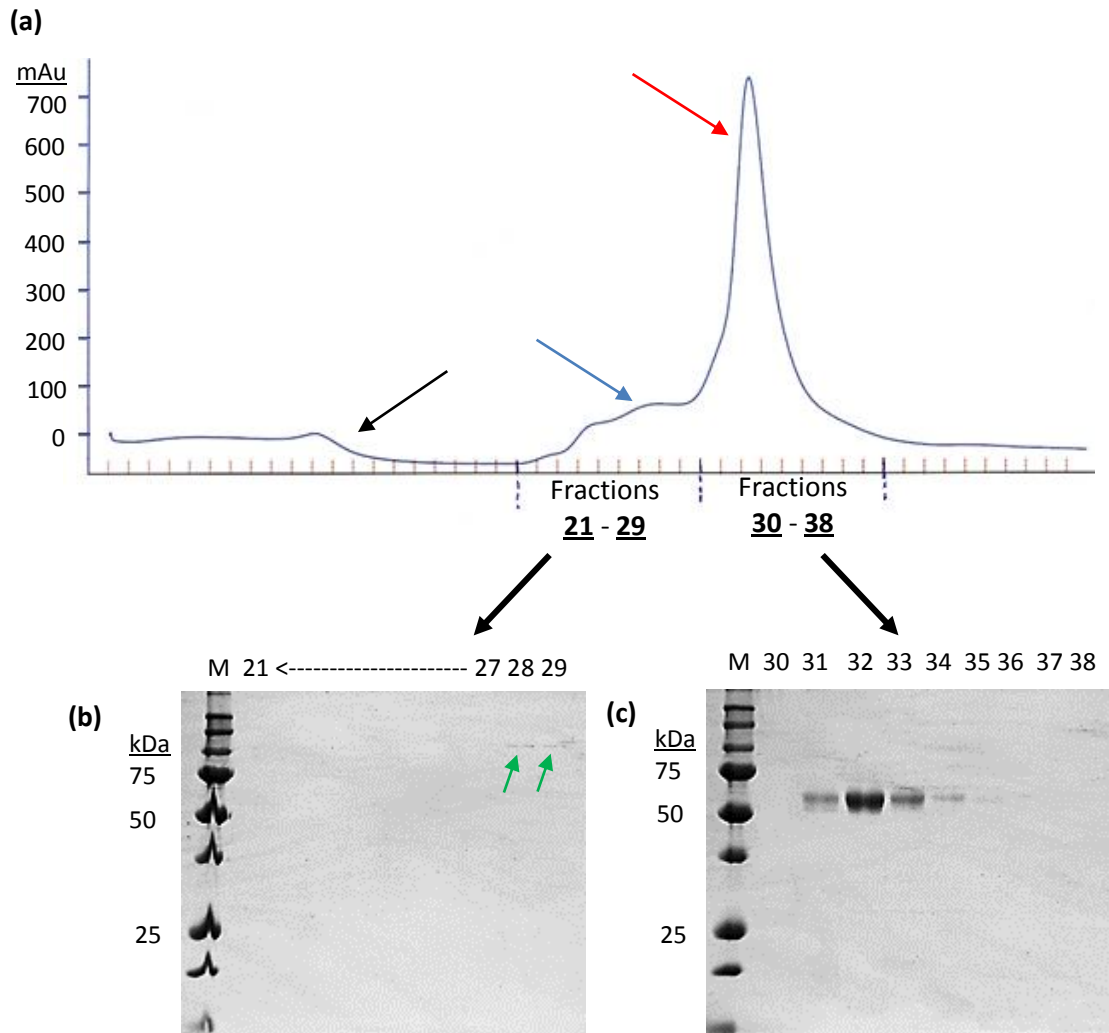 (a)
mAu
700
600
500
400
300
200
100
0
Fractions
21 - 29
Fractions
30 - 38
M 21 <----------------------- 27 28 29
(b)
kDa
75
50
25
M 30 31 32 33 34 35 36 37 38
(c)
kDa
75
50
25